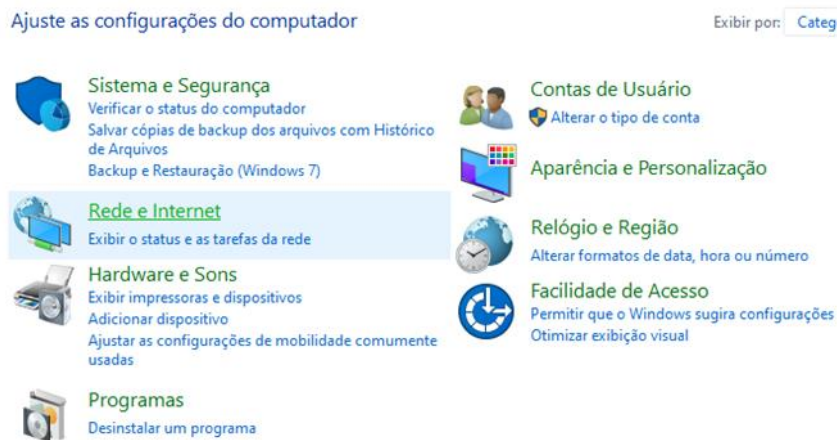 Ajuste as configurações do computador
Exibir por:
Sistema e Segurança
Verificar o status do computador
Salvar cópias de backup dos arquivos com Histórico
de Arquivos
Backup e Restauração (Windows 7)
Rede e Internet
Exibir o status e as tarefas da rede
Hardware e Sons
Exibir impressoras e dispositivos
Adicionar dispositivo
Ajustar as configurações de mobilidade comumente
usadas
Programas
Desinstalar um programa
Contas de Usuário
Alterar o tipo de conta
Aparência e Personalização
Relógio e Região
Alterar formatos de data, hora ou número
Facilidade de Acesso
Permitir que o Windows sugira configurações
Otimizar exibição visual